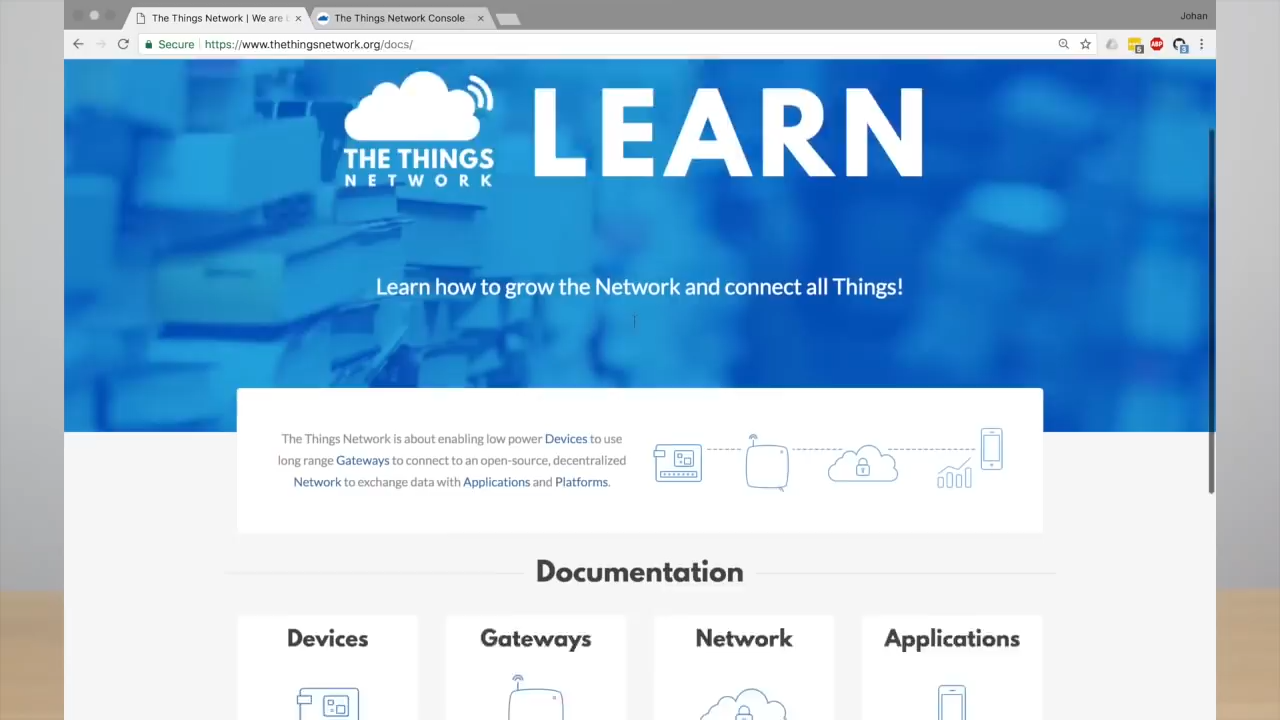 The Things Network | We are b
The Things Network Console
Johan
Secure
https://www.thethingsnetwork.org/docs/
5
ABP
3
THE THINGS
NETWORK
LEARN
Learn how to grow the Network and connect all Things!
The Things Network is about enabling low power Devices to use
long range Gateways to connect to an open-source, decentralized
Network to exchange data with Applications and Platforms.
Documentation
Devices
Gateways
Network
Applications